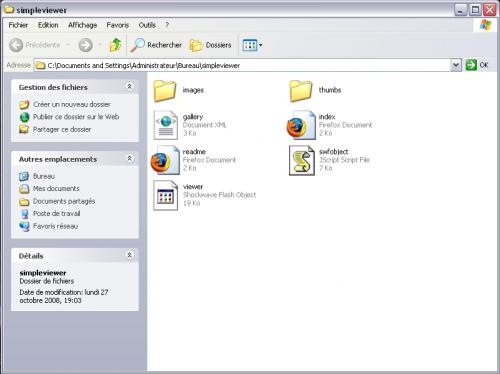 simpleviewer
Fichier Edition Affichage Favoris Outils ?
Précédente Rechercher Dossiers
Adresse C:\Documents and Settings\Administrateur\Bureau\simpleviewer OK
Gestion des fichiers
Créer un nouveau dossier
Publier ce dossier sur le Web
Partager ce dossier
Autres emplacements
Bureau
Mes documents
Documents partagés
Poste de travail
Favoris réseau
Détails
simpleviewer
Dossier de fichiers
Date de modification: lundi 27
octobre 2008, 19:03
images
thumbs
gallery
Document XML
3 Ko
index
Firefox Document
2 Ko
readme
Firefox Document
2 Ko
swfobject
JScript Script File
7 Ko
viewer
Shockwave Flash Object
19 Ko